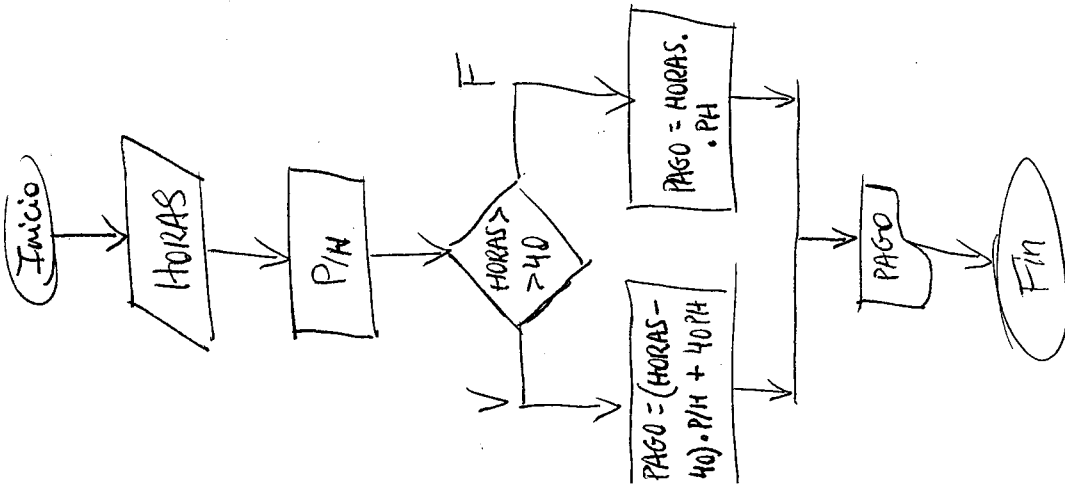 Inicio
HORAS
P/H
HORAS>
>40
V
F
PAGO = (HORAS-
40).P/H + 40PH
PAGO = HORAS.
.PH
PAGO
Fin